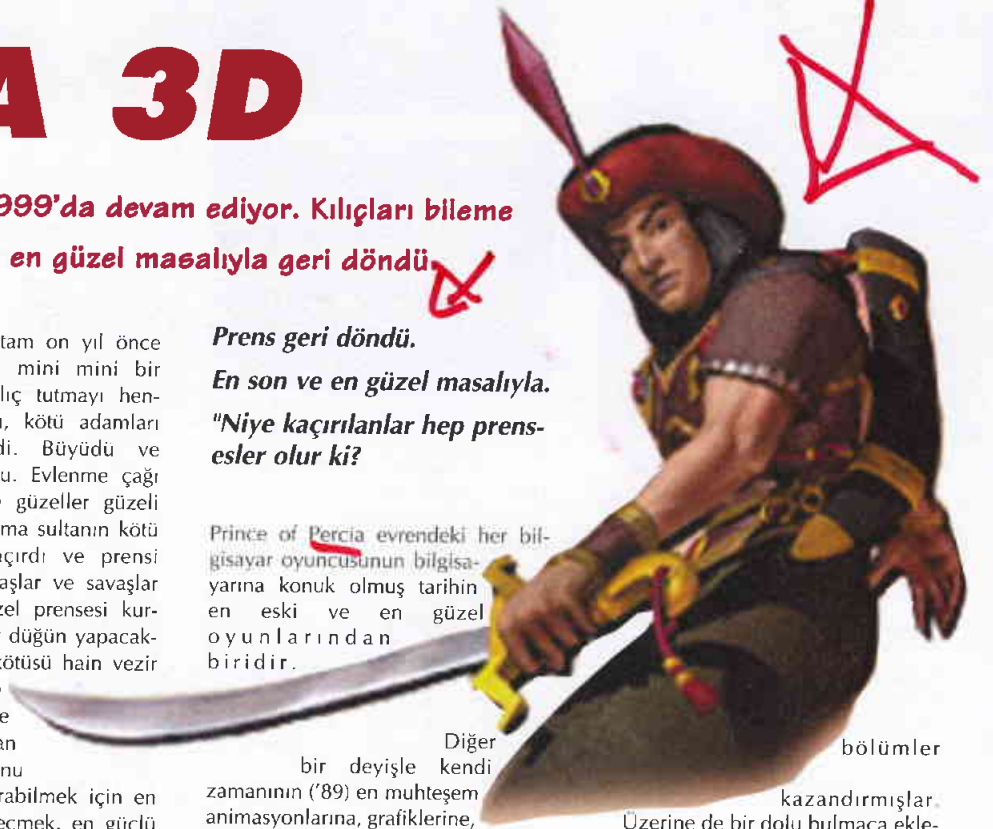 A 3D
999'da devam ediyor. Kılıçları bileme
en güzel masalıyla geri döndü.
tam on yıl önce
mini mini bir
lıç tutmayı hen-
, kötü adamları
di. Büyüdü ve
u. Evlenme çağı
güzeller güzeli
ma sultanın kötü
açırdı ve prensi
aşlar ve savaşlar
zel prensesi kur-
düğün yapacak-
kötüsü hain vezir
e
an
nu
rabilmek için en
eçmek, en güçlü
Prens geri döndü.
En son ve en güzel masalıyla.
"Niye kaçırılanlar hep prens-
esler olur ki?
Prince of Percia evrendeki her bil-
gisayar oyuncusunun bilgisa-
yarına konuk olmuş tarihin
en eski ve en güzel
oyunlarından
biridir.
Diğer
bir deyişle kendi
zamanının ('89) en muhteşem
animasyonlarına, grafiklerine,
bölümler
kazandırmışlar.
Üzerine de bir dolu bulmaca ekle-